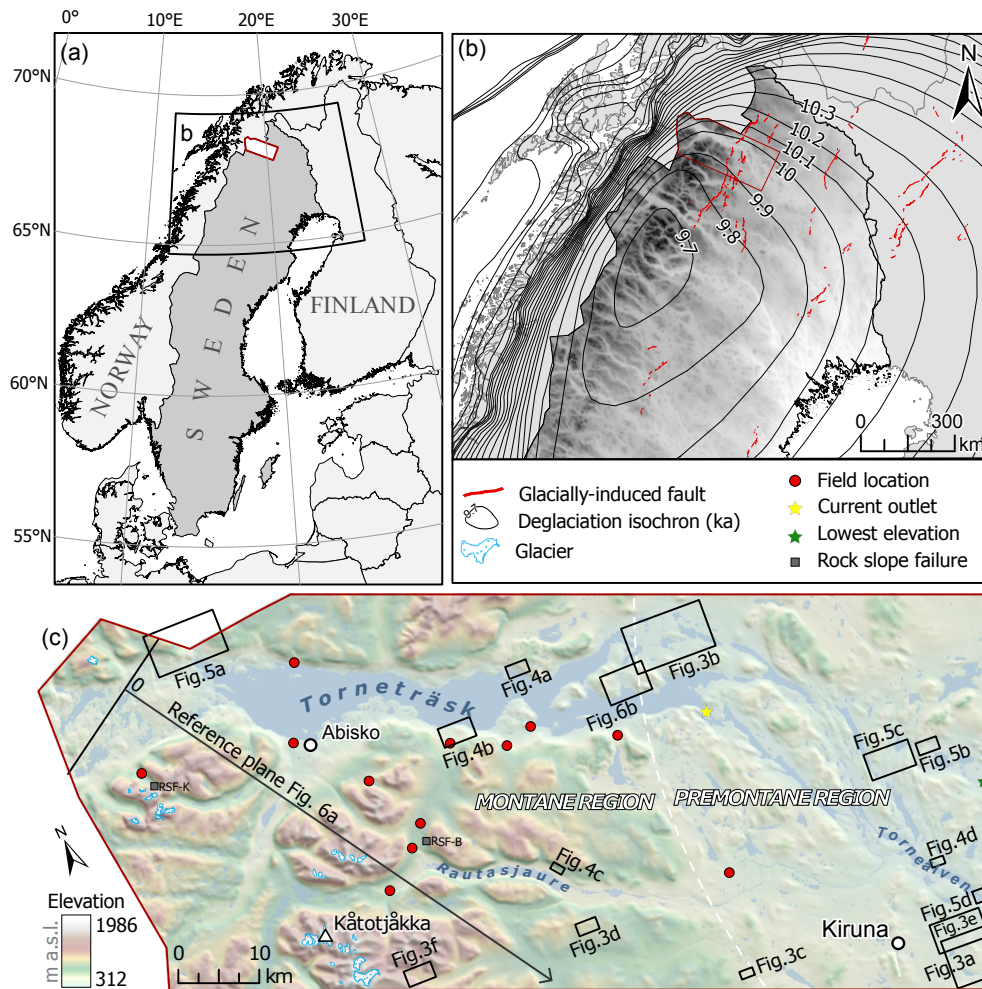 0°
10°E
20°E
30°E
(a)
70°N
65°N
60°N
55°N
b
NORWAY
SWEDEN
FINLAND
(b)
N
10.3
10.2
10.1
10
9.9
9.8
9.7
0 300
km
Glacially-induced fault
Deglaciation isochron (ka)
Glacier
Field location
Current outlet
Lowest elevation
Rock slope failure
(c)
Fig.5a
0
Reference plane Fig. 6a
Torneträsk
Abisko
Fig.4a
Fig.4b
Fig.3b
Fig.6b
Fig.5c
Fig.5b
RSF-K
RSF-B
MONTANE REGION
PREMONTANE REGION
Rautasjaure
Torneälven
Fig.4c
Fig.4d
Fig.5d
Fig.3e
Fig.3a
Fig.3d
Fig.3c
Fig.3f
Kåtotjåkka
Kiruna
N
Elevation
1986
m a.s.l.
312
0 10
km